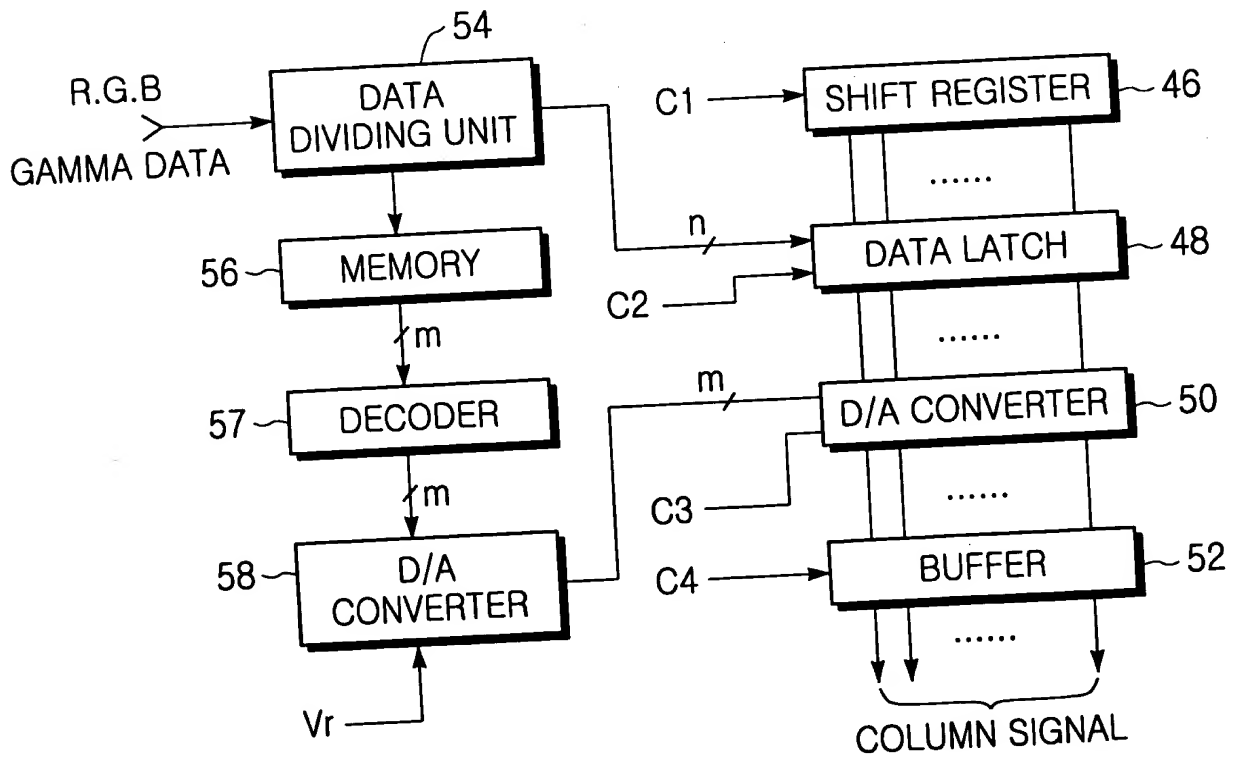 54
R.G.B
GAMMA DATA
DATA
DIVIDING UNIT
C1
SHIFT REGISTER
46
......
n
DATA LATCH
48
C2
56
MEMORY
m
......
57
DECODER
m
m
D/A CONVERTER
50
C3
......
58
D/A
CONVERTER
C4
BUFFER
52
......
Vr
COLUMN SIGNAL